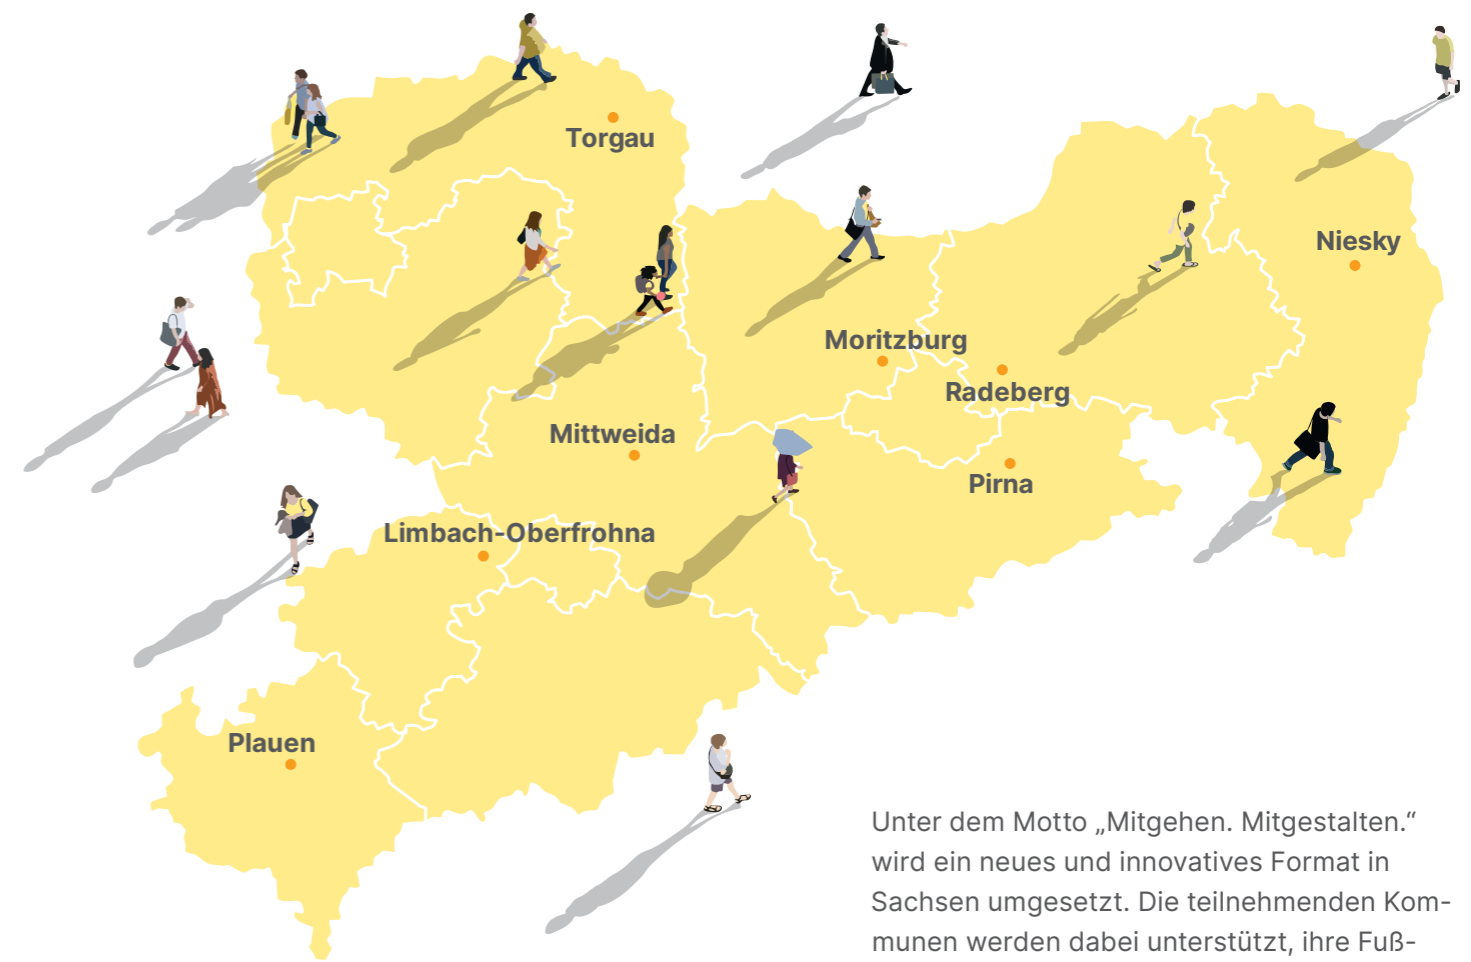 Torgau
Niesky
Moritzburg
Radeberg
Mittweida
Pirna
Limbach-Oberfrohna
Plauen
Unter dem Motto „Mitgehen. Mitgestalten.“
wird ein neues und innovatives Format in
Sachsen umgesetzt. Die teilnehmenden Kom-
munen werden dabei unterstützt, ihre Fuß-